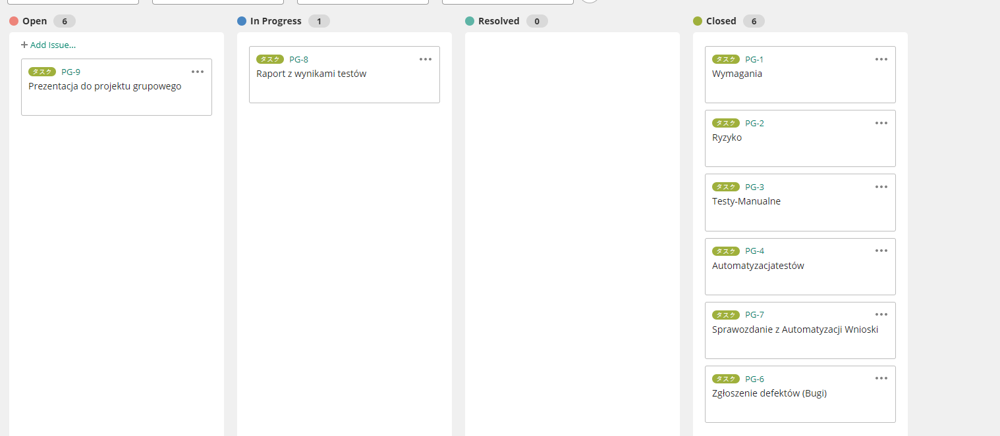 Open 6
+ Add Issue...
タスク PG-9
Prezentacja do projektu grupowego
In Progress 1
タスク PG-8
Raport z wynikami testów
Resolved 0
Closed 6
タスク PG-1
Wymagania
タスク PG-2
Ryzyko
タスク PG-3
Testy-Manualne
タスク PG-4
Automatyzacjatestów
タスク PG-7
Sprawozdanie z Automatyzacji Wnioski
タスク PG-6
Zgłoszenie defektów (Bugi)